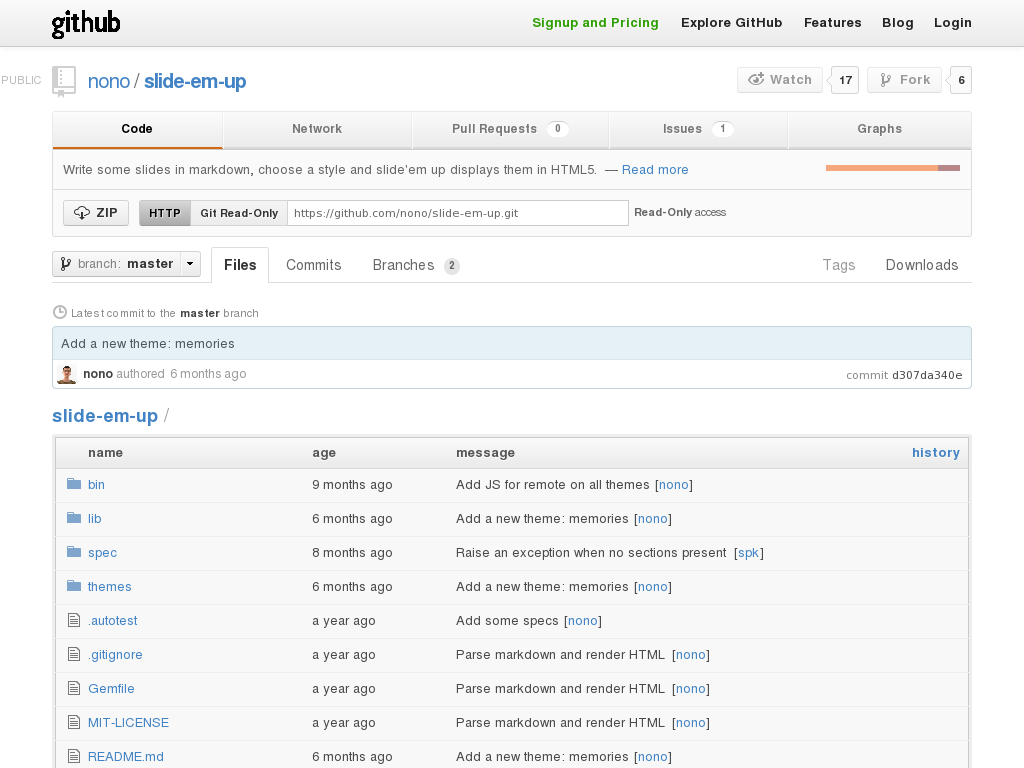 github
Signup and Pricing Explore GitHub Features Blog Login
PUBLIC nono / slide-em-up Watch 17 Fork 6
Code Network Pull Requests 0 Issues 1 Graphs
Write some slides in markdown, choose a style and slide'em up displays them in HTML5. — Read more
ZIP HTTP Git Read-Only https://github.com/nono/slide-em-up.git Read-Only access
branch: master Files Commits Branches 2 Tags Downloads
Latest commit to the master branch
Add a new theme: memories
nono authored 6 months ago commit d307da340e
slide-em-up /
name age message history
bin 9 months ago Add JS for remote on all themes [nono]
lib 6 months ago Add a new theme: memories [nono]
spec 8 months ago Raise an exception when no sections present [spk]
themes 6 months ago Add a new theme: memories [nono]
.autotest a year ago Add some specs [nono]
.gitignore a year ago Parse markdown and render HTML [nono]
Gemfile a year ago Parse markdown and render HTML [nono]
MIT-LICENSE a year ago Parse markdown and render HTML [nono]
README.md 6 months ago Add a new theme: memories [nono]